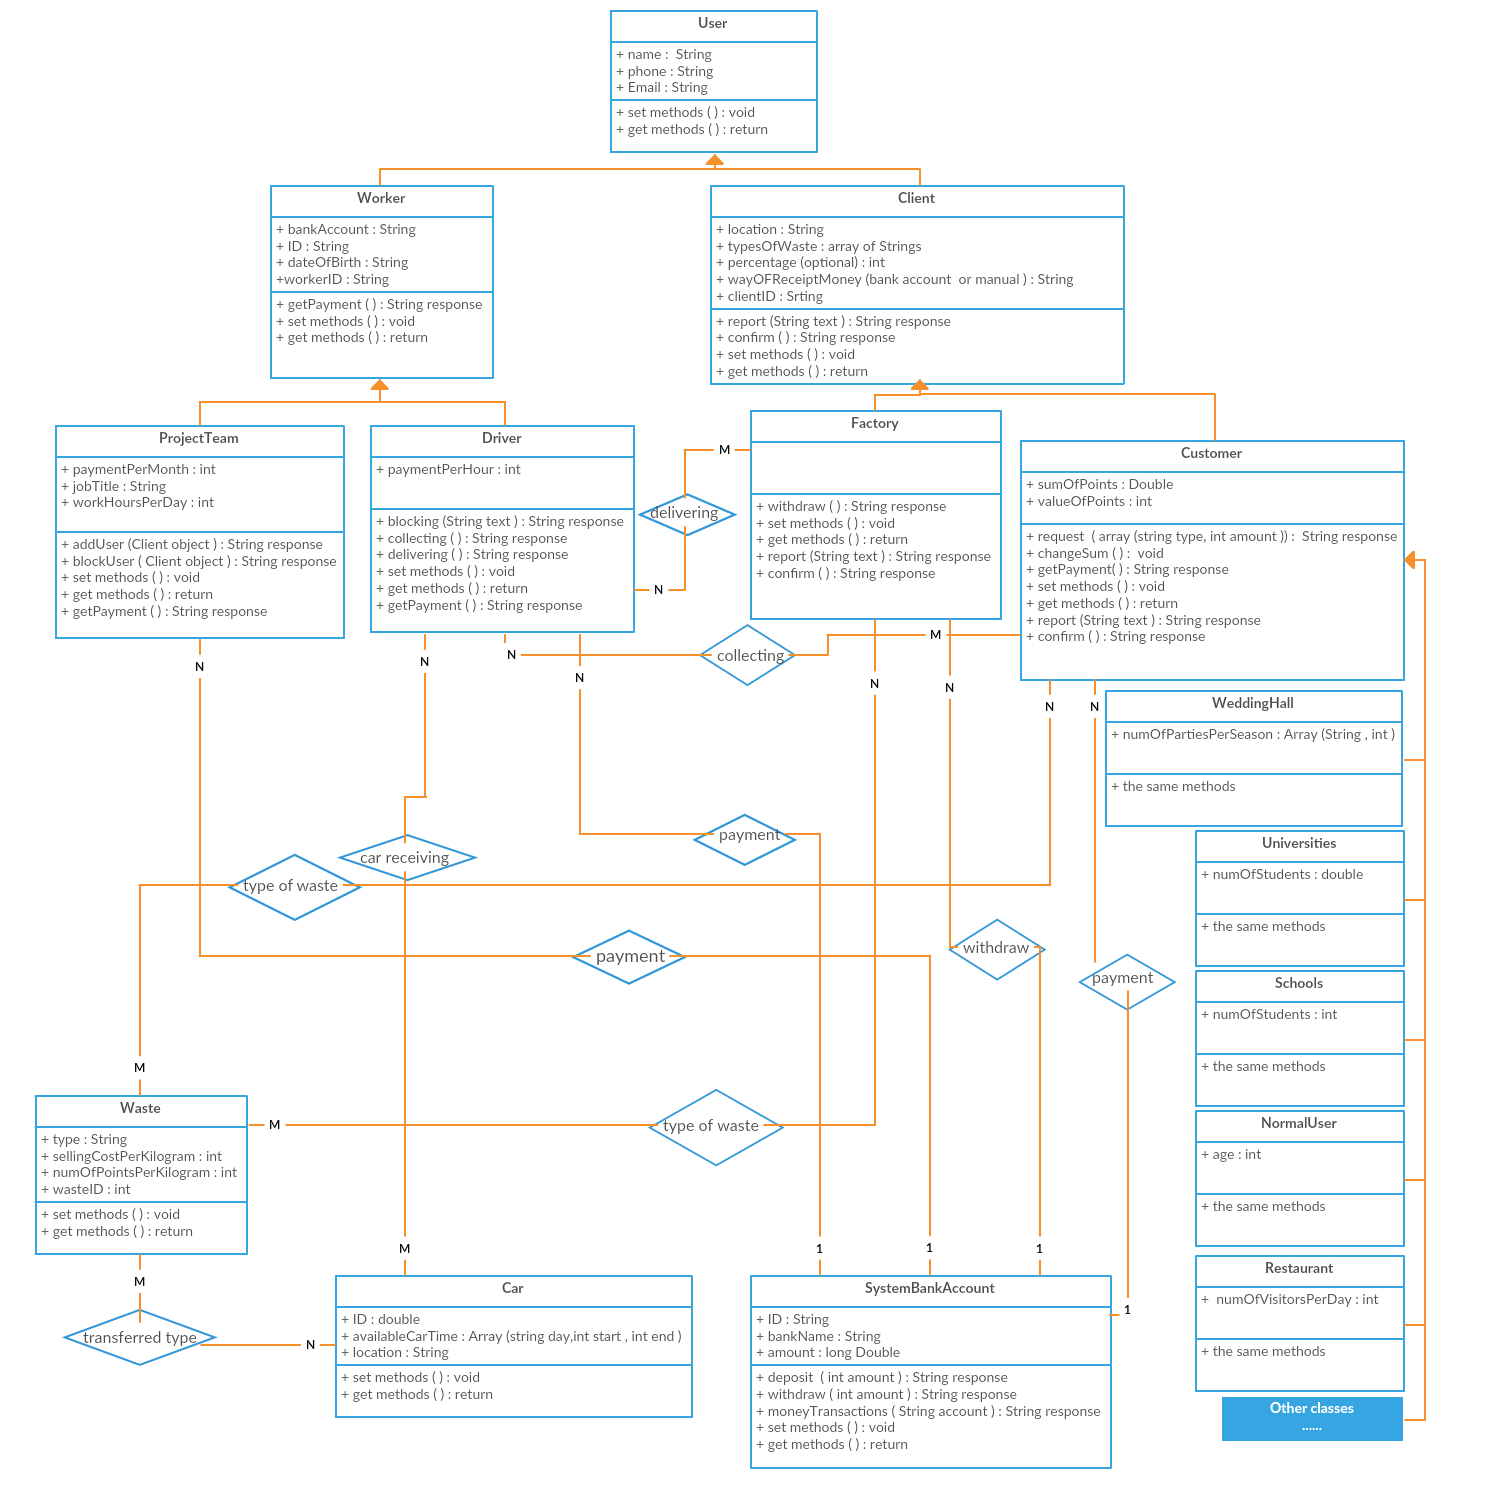 User
+ name :  String
+ phone : String
+ Email : String
+ set methods ( ) : void
+ get methods ( ) : return
Worker
+ bankAccount : String
+ ID : String
+ dateOfBirth : String
+workerID : String
+ getPayment ( ) : String response
+ set methods ( ) : void
+ get methods ( ) : return
Client
+ location : String
+ typesOfWaste : array of Strings
+ percentage (optional) : int
+ wayOFReceiptMoney (bank account  or manual ) : String
+ clientID : Srting
+ report (String text ) : String response
+ confirm ( ) : String response
+ set methods ( ) : void
+ get methods ( ) : return
ProjectTeam
+ paymentPerMonth : int
+ jobTitle : String
+ workHoursPerDay : int
+ addUser (Client object ) : String response
+ blockUser ( Client object ) : String response
+ set methods ( ) : void
+ get methods ( ) : return
+ getPayment ( ) : String response
Driver
+ paymentPerHour : int
+ blocking (String text ) : String response
+ collecting ( ) : String response
+ delivering ( ) : String response
+ set methods ( ) : void
+ get methods ( ) : return
+ getPayment ( ) : String response
M
delivering
N
Factory
+ withdraw ( ) : String response
+ set methods ( ) : void
+ get methods ( ) : return
+ report (String text ) : String response
+ confirm ( ) : String response
Customer
+ sumOfPoints : Double
+ valueOfPoints : int
+ request  ( array (string type, int amount )) :  String response
+ changeSum ( ) :  void
+ getPayment( ) : String response
+ set methods ( ) : void
+ get methods ( ) : return
+ report (String text ) : String response
+ confirm ( ) : String response
N
N
N
collecting
M
N
N
N
N
N
WeddingHall
+ numOfPartiesPerSeason : Array (String , int )
+ the same methods
payment
car receiving
type of waste
Universities
+ numOfStudents : double
+ the same methods
payment
withdraw
payment
Schools
+ numOfStudents : int
+ the same methods
M
Waste
+ type : String
+ sellingCostPerKilogram : int
+ numOfPointsPerKilogram : int
+ wasteID : int
+ set methods ( ) : void
+ get methods ( ) : return
M
type of waste
NormalUser
+ age : int
+ the same methods
M
1
1
1
M
transferred type
N
Car
+ ID : double
+ availableCarTime : Array (string day,int start , int end )
+ location : String
+ set methods ( ) : void
+ get methods ( ) : return
SystemBankAccount
+ ID : String
+ bankName : String
+ amount : long Double
+ deposit  ( int amount ) : String response
+ withdraw ( int amount ) : String response
+ moneyTransactions ( String account ) : String response
+ set methods ( ) : void
+ get methods ( ) : return
1
Restaurant
+  numOfVisitorsPerDay : int
+ the same methods
Other classes
......